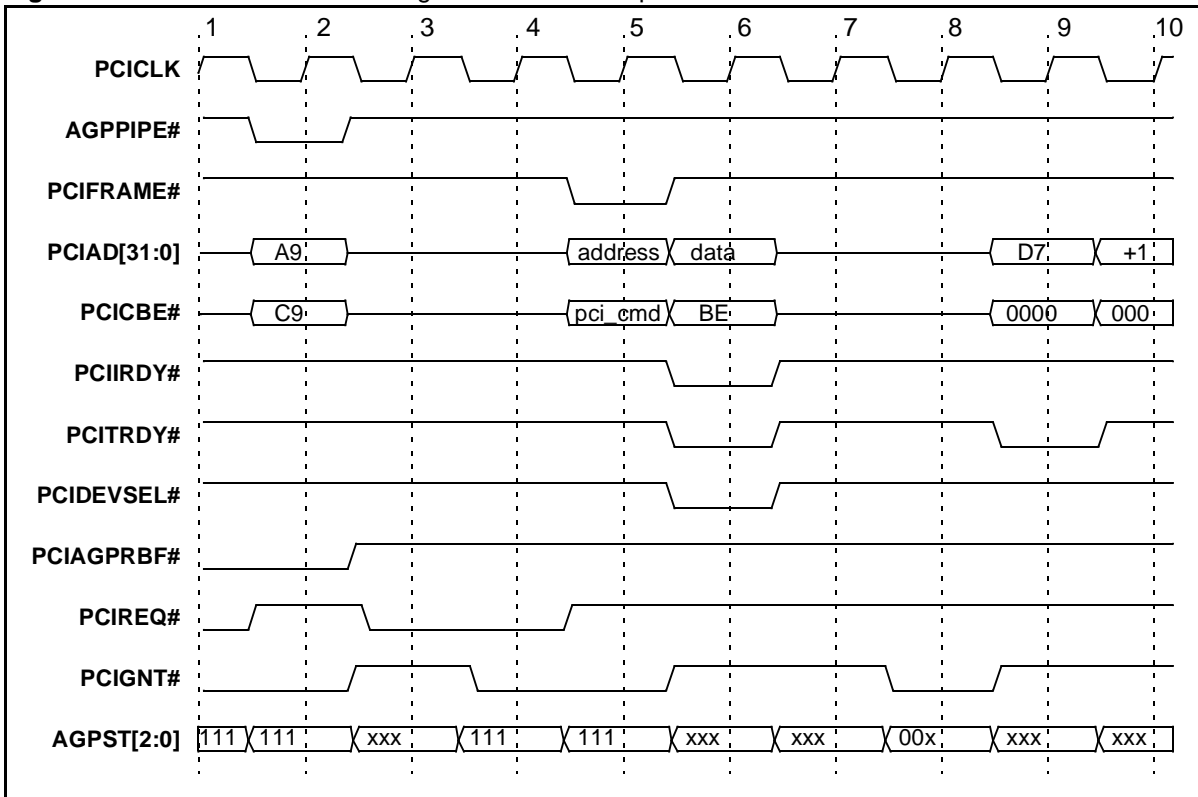 1 2 3 4 5 6 7 8 9 10
PCICLK
AGPPIPE#
PCIFRAME#
PCIAD[31:0] A9 address data D7 +1
PCICBE# C9 pci_cmd BE 0000 000
PCIIRDY#
PCITRDY#
PCIDEVSEL#
PCIAGPRBF#
PCIREQ#
PCIGNT#
AGPST[2:0] 111 111 xxx 111 111 xxx xxx 00x xxx xxx